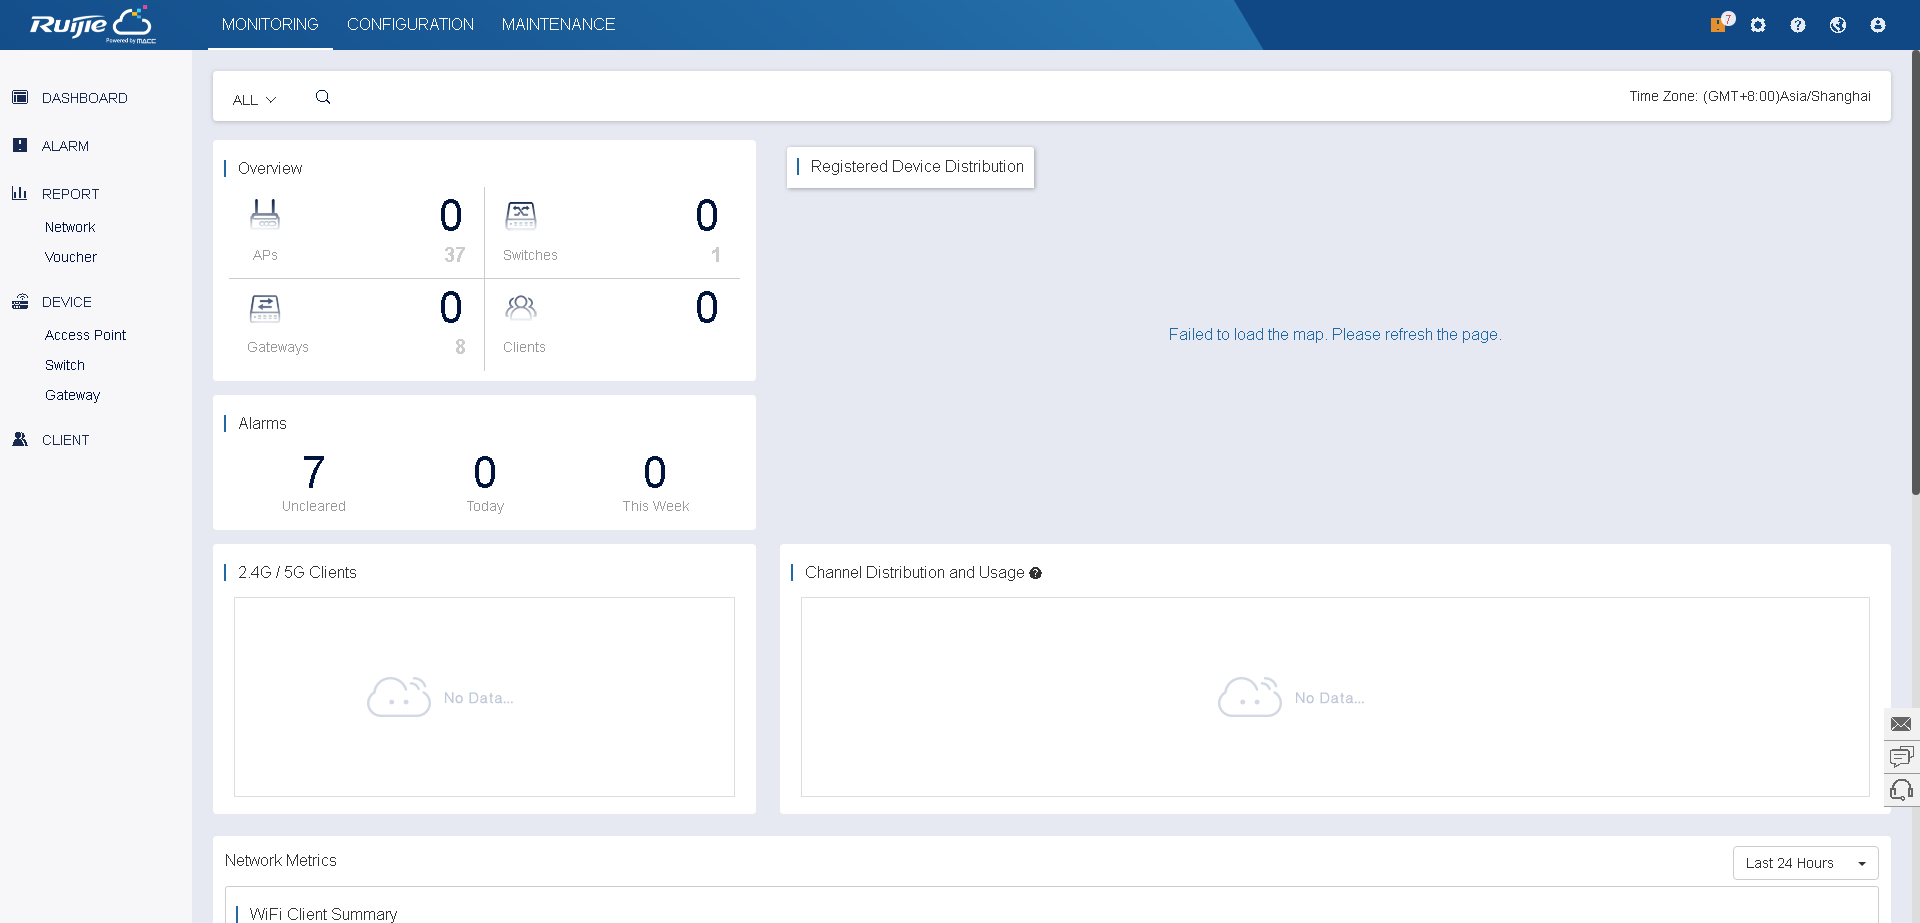 Ruijie
Powered by MACC
MONITORING
CONFIGURATION
MAINTENANCE
7
DASHBOARD
ALARM
REPORT
Network
Voucher
DEVICE
Access Point
Switch
Gateway
CLIENT
ALL
Time Zone: (GMT+8:00)Asia/Shanghai
Overview
0
APs
37
0
Switches
1
0
Gateways
8
0
Clients
Registered Device Distribution
Failed to load the map. Please refresh the page.
Alarms
7
Uncleared
0
Today
0
This Week
2.4G / 5G Clients
No Data...
Channel Distribution and Usage
No Data...
Network Metrics
Last 24 Hours
WiFi Client Summary